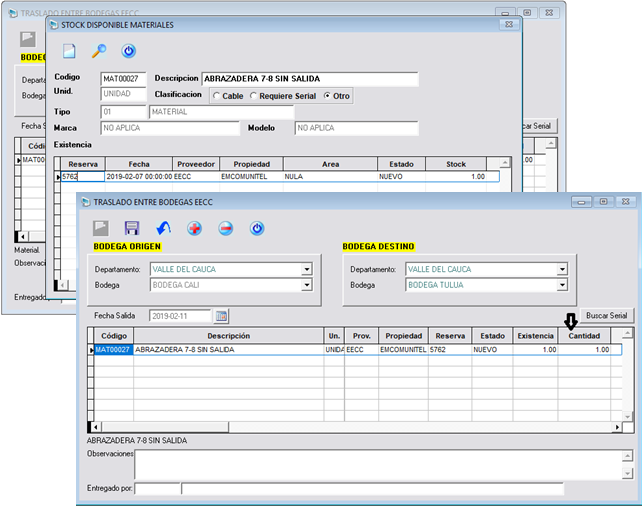 TRASLADO ENTRE BODEGAS EECC
STOCK DISPONIBLE MATERIALES
BODEG
Departame
Bodega
Fecha Sal
car Serial
Códi
MAT00
.00
Material.
Observacio
Entregado
Codigo MAT00027 Descripcion ABRAZADERA 7-8 SIN SALIDA
Unid. UNIDAD Clasificacion Cable Requiere Serial Otro
Tipo 01 MATERIAL
Marca NO APLICA Modelo NO APLICA
Existencia
Reserva Fecha Proveedor Propiedad Area Estado Stock
5762 2019-02-07 00:00:00 EECC EMCOMUNITEL NULA NUEVO 1.00
TRASLADO ENTRE BODEGAS EECC
BODEGA ORIGEN BODEGA DESTINO
Departamento: VALLE DEL CAUCA Departamento: VALLE DEL CAUCA
Bodega BODEGA CALI Bodega BODEGA TULUA
Fecha Salida 2019-02-11 Buscar Serial
Código Descripción Un. Prov. Propiedad Reserva Estado Existencia Cantidad
MAT00027 ABRAZADERA 7-8 SIN SALIDA UNIDA EECC EMCOMUNITEL 5762 NUEVO 1.00 1.00
ABRAZADERA 7-8 SIN SALIDA
Observaciones
Entregado por: